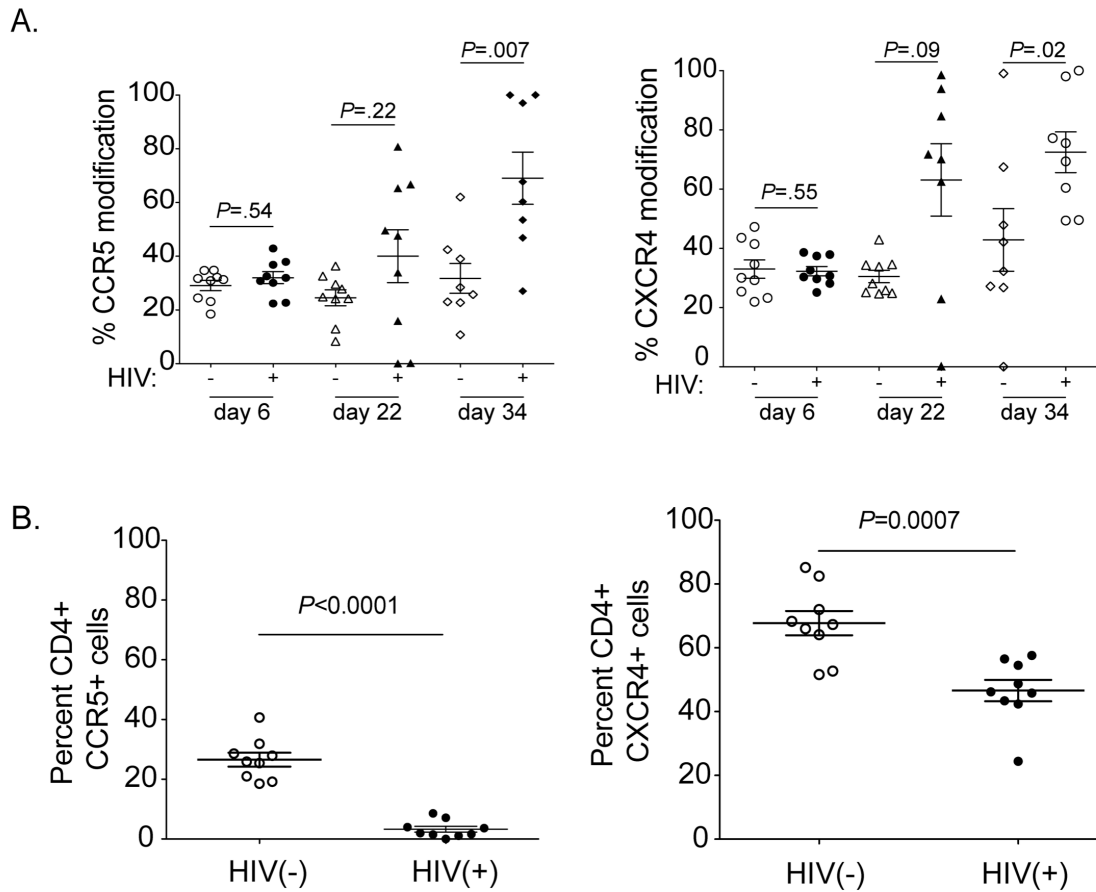 A.
% CCR5 modification
100
80
60
40
20
0
P=.54
P=.22
P=.007
HIV: - + - + - +
day 6 day 22 day 34
% CXCR4 modification
100
80
60
40
20
0
P=.55
P=.09
P=.02
HIV: - + - + - +
day 6 day 22 day 34
B.
Percent CD4+
CCR5+ cells
100
80
60
40
20
0
P<0.0001
HIV(-) HIV(+)
Percent CD4+
CXCR4+ cells
100
80
60
40
20
0
P=0.0007
HIV(-) HIV(+)